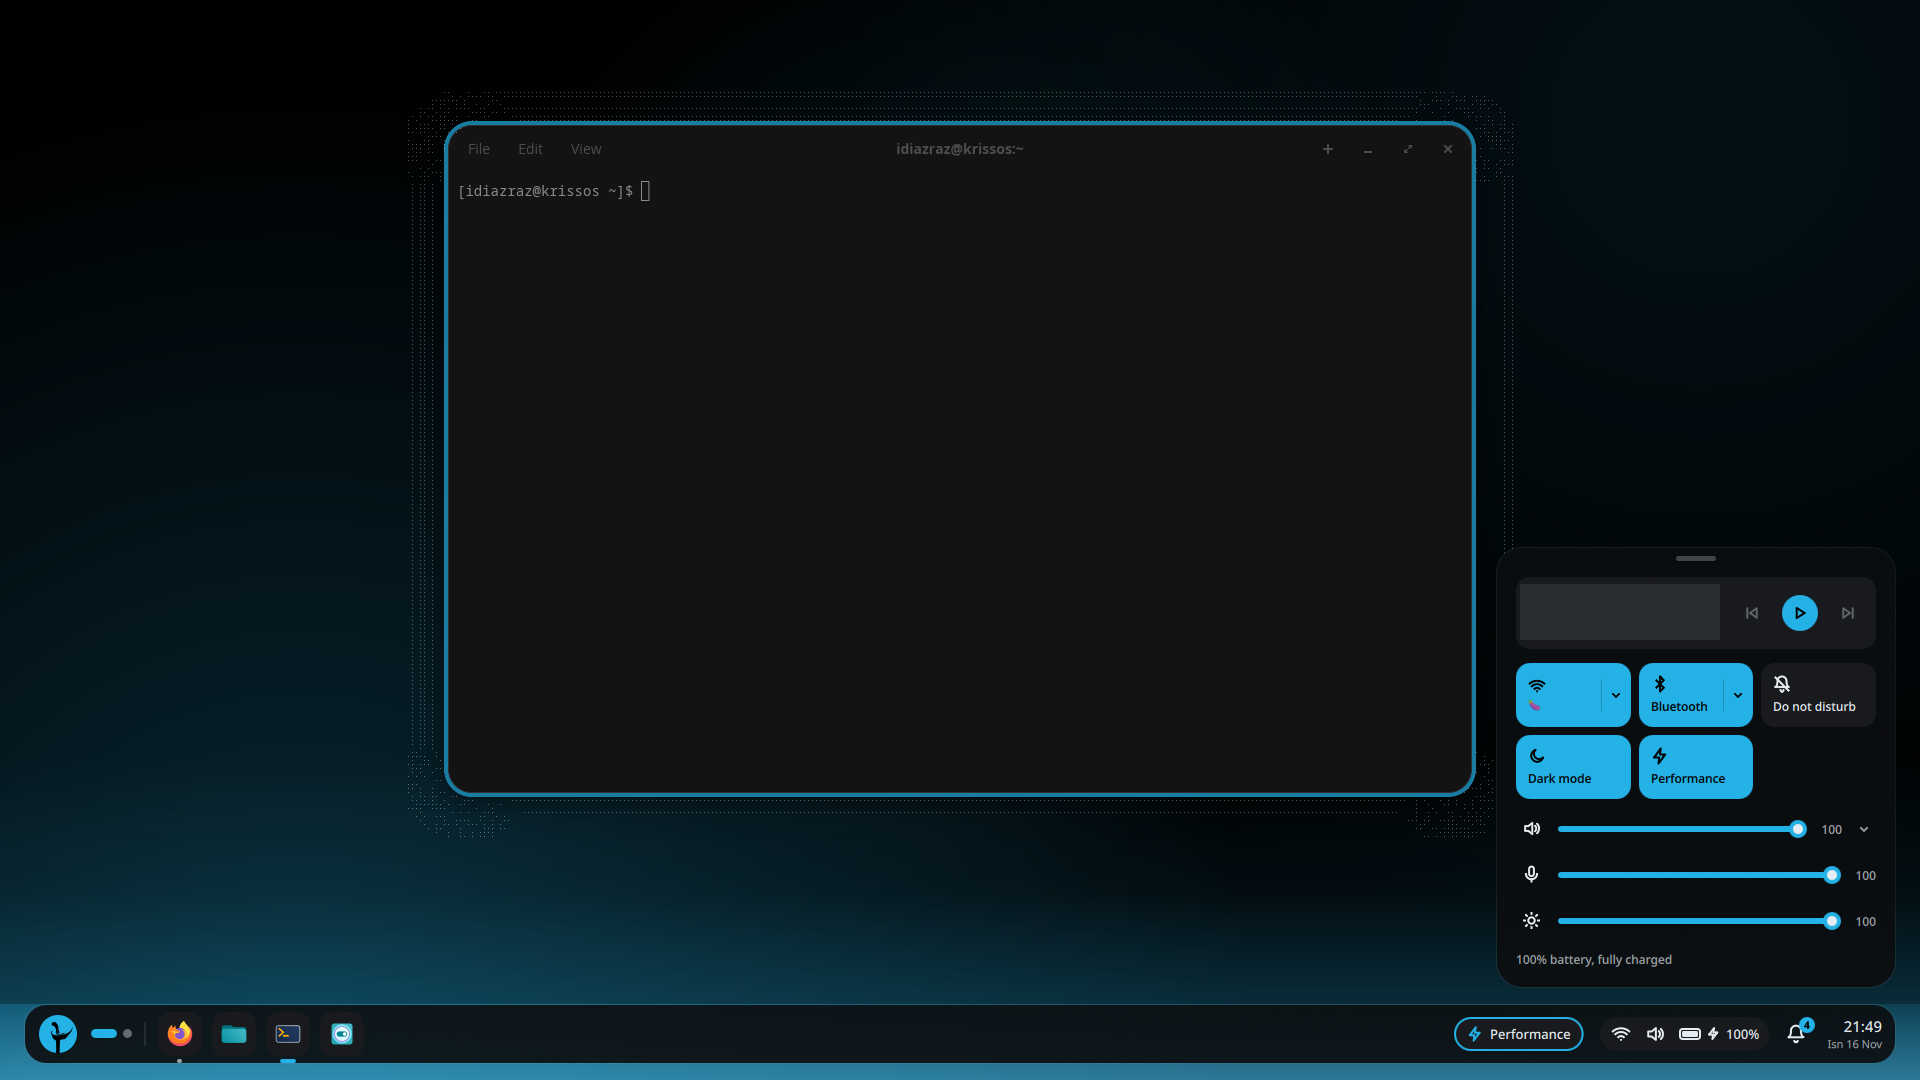 File Edit View idiazraz@krissos:~
[idiazraz@krissos ~]$
Bluetooth
Do not disturb
Dark mode
Performance
100
100
100
100% battery, fully charged
Performance
100%
4
21:49
Isn 16 Nov